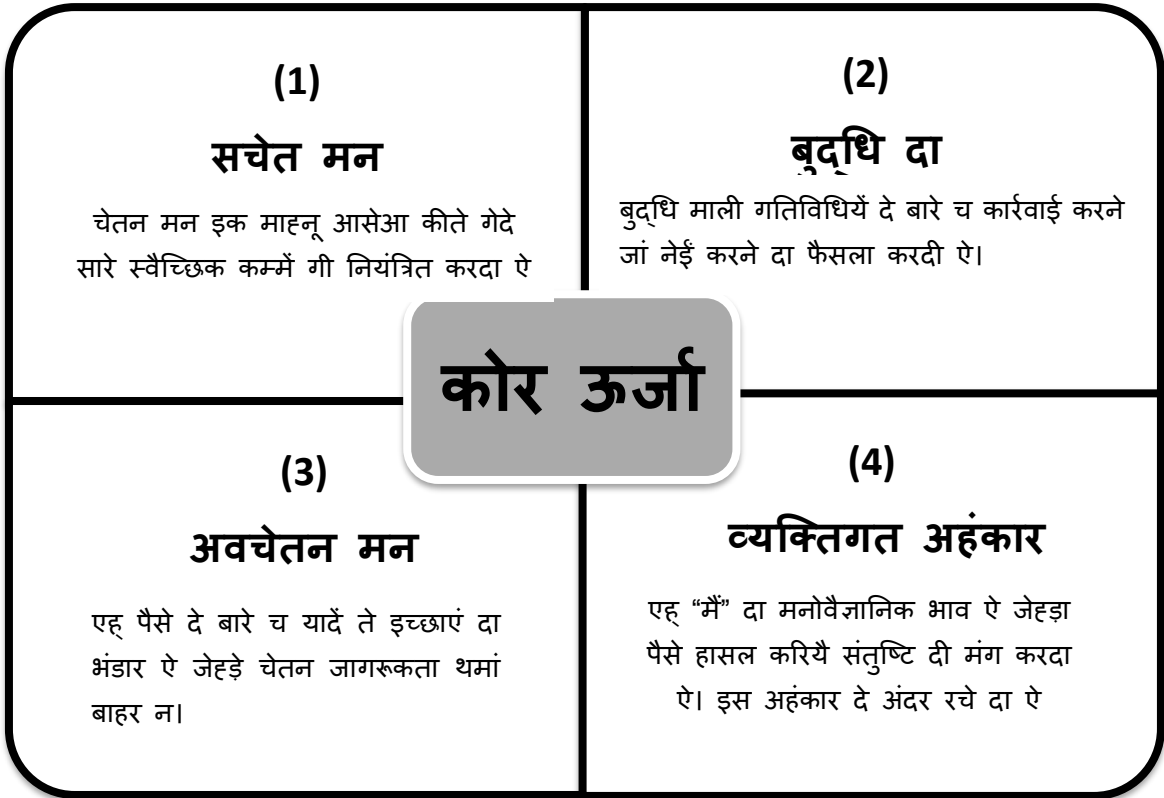 (1)
सचेत मन
चेतन मन इक माह्नू आसेआ कीते गेदे
सारे स्वैच्छिक कम्में गी नियंत्रित करदा ऐ
(2)
बुद्धि दा
बुद्धि माली गतिविधियें दे बारे च कार्रवाई करने
जां नेईं करने दा फैसला करदी ऐ।
कोर ऊर्जा
(3)
अवचेतन मन
एह् पैसे दे बारे च यादें ते इच्छाएं दा
भंडार ऐ जेह्ड़े चेतन जागरूकता थमां
बाहर न।
(4)
व्यक्तिगत अहंकार
एह् “मैं” दा मनोवैज्ञानिक भाव ऐ जेह्ड़ा
पैसे हासल करियै संतुष्टि दी मंग करदा
ऐ। इस अहंकार दे अंदर रचे दा ऐ